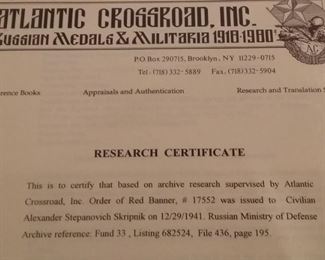 ATLANTIC CROSSROAD, INC.
RUSSIAN MEDALS & MILITARIA 1918-1980'
P.O.Box 290715, Brooklyn, NY 11229-0715
Tel: (718)332-5889 Fax. (718)332-5904
erence Books Appraisals and Authentication Research and Translation S
RESEARCH CERTIFICATE
This is to certify that based on archive research supervised by Atlantic
Crossroad, Inc. Order of Red Banner, # 17552 was issued to Civilian
Alexander Stepanovich Skripnik on 12/29/1941. Russian Ministry of Defense
Archive reference: Fund 33 , Listing 682524, File 436, page 195.